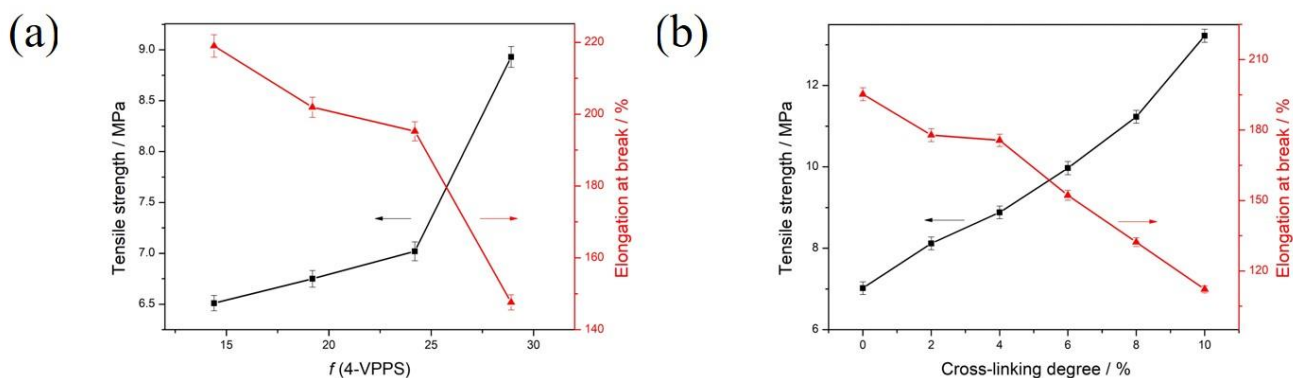 (a)
9.0
8.5
8.0
7.5
7.0
6.5
Tensile strength / MPa
220
200
180
160
140
Elongation at break / %
15 20 25 30
f (4-VPPS)
(b)
12
10
8
6
Tensile strength / MPa
210
180
150
120
Elongation at break / %
0 2 4 6 8 10
Cross-linking degree / %